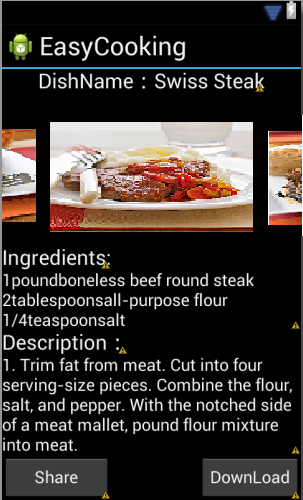 EasyCooking
DishName : Swiss Steak
Ingredients:
1poundboneless beef round steak
2tablespoonsall-purpose flour
1/4teaspoonsalt
Description :
1. Trim fat from meat. Cut into four
serving-size pieces. Combine the flour,
salt, and pepper. With the notched side
of a meat mallet, pound flour mixture
into meat.
Share
DownLoad